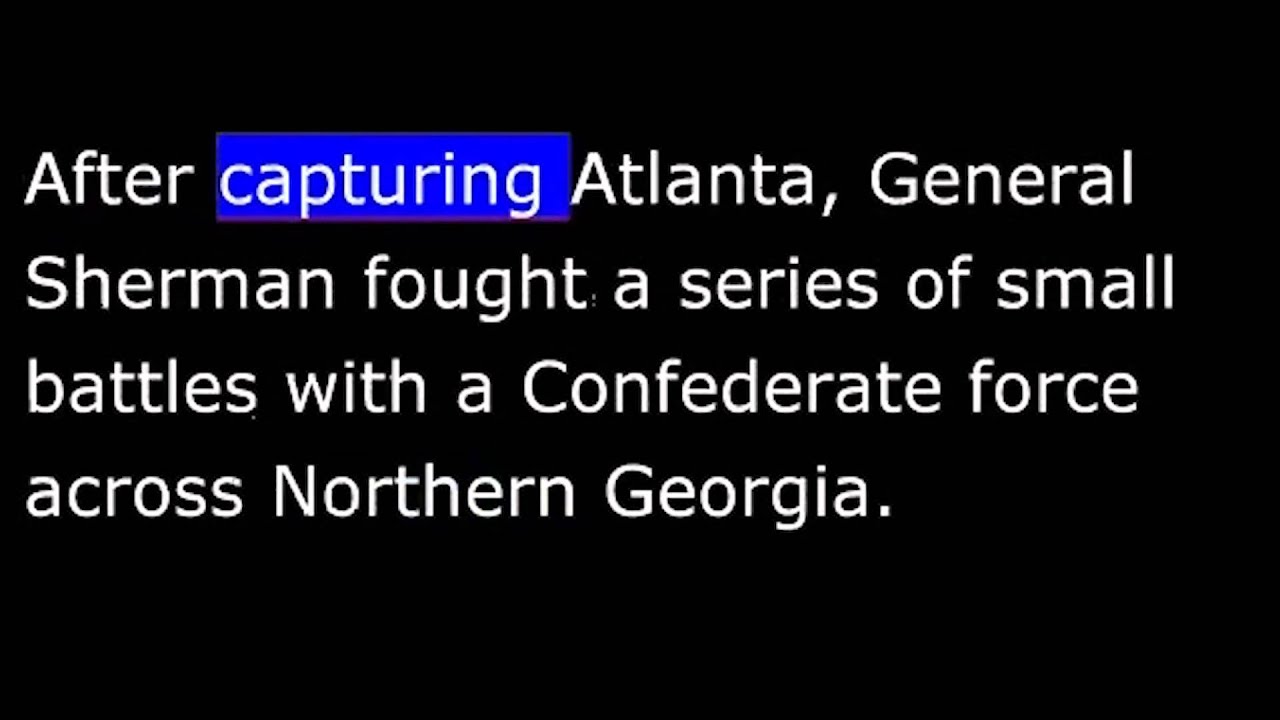 After capturing Atlanta, General
Sherman fought a series of small
battles with a Confederate force
across Northern Georgia.